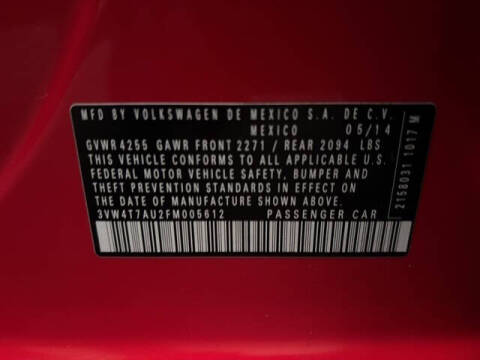 MFD BY VOLKSWAGEN DE MEXICO S.A. DE C.V.
MEXICO 05/14
GVWR 4255 GAWR FRONT 2271 / REAR 2094 LBS
THIS VEHICLE CONFORMS TO ALL APPLICABLE U.S.
FEDERAL MOTOR VEHICLE SAFETY, BUMPER AND
THEFT PREVENTION STANDARDS IN EFFECT ON
THE DATE OF MANUFACTURE SHOWN ABOVE.
3VW4T7AU2FM005612 PASSENGER CAR
2158031 1017 M